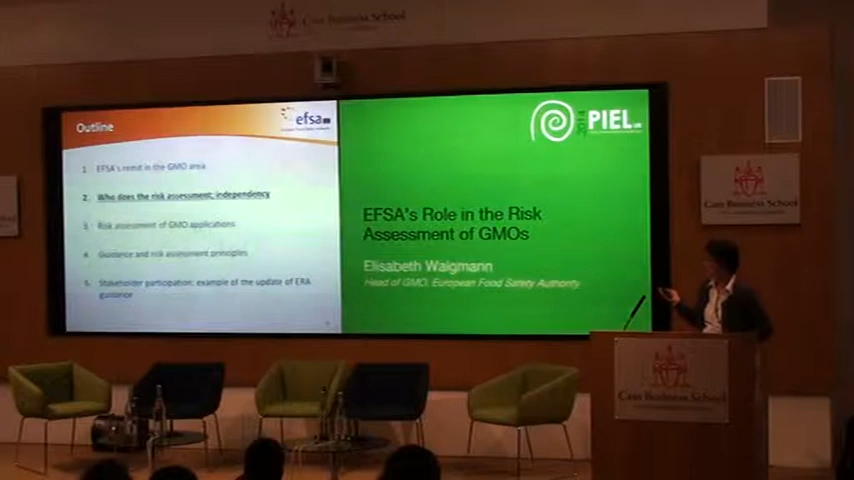 Cass Business School
Outline
efsa
1. EFSA's remit in the GMO area
2. Who does the risk assessment; independency
3. Risk assessment of GMO applications
4. Guidance and risk assessment principles
5. Stakeholder participation: example of the update of ERA
guidance
2014 PIEL UK
EFSA's Role in the Risk
Assessment of GMOs
Elisabeth Waigmann
Head of GMO, European Food Safety Authority
Cass Business School
Cass Business School